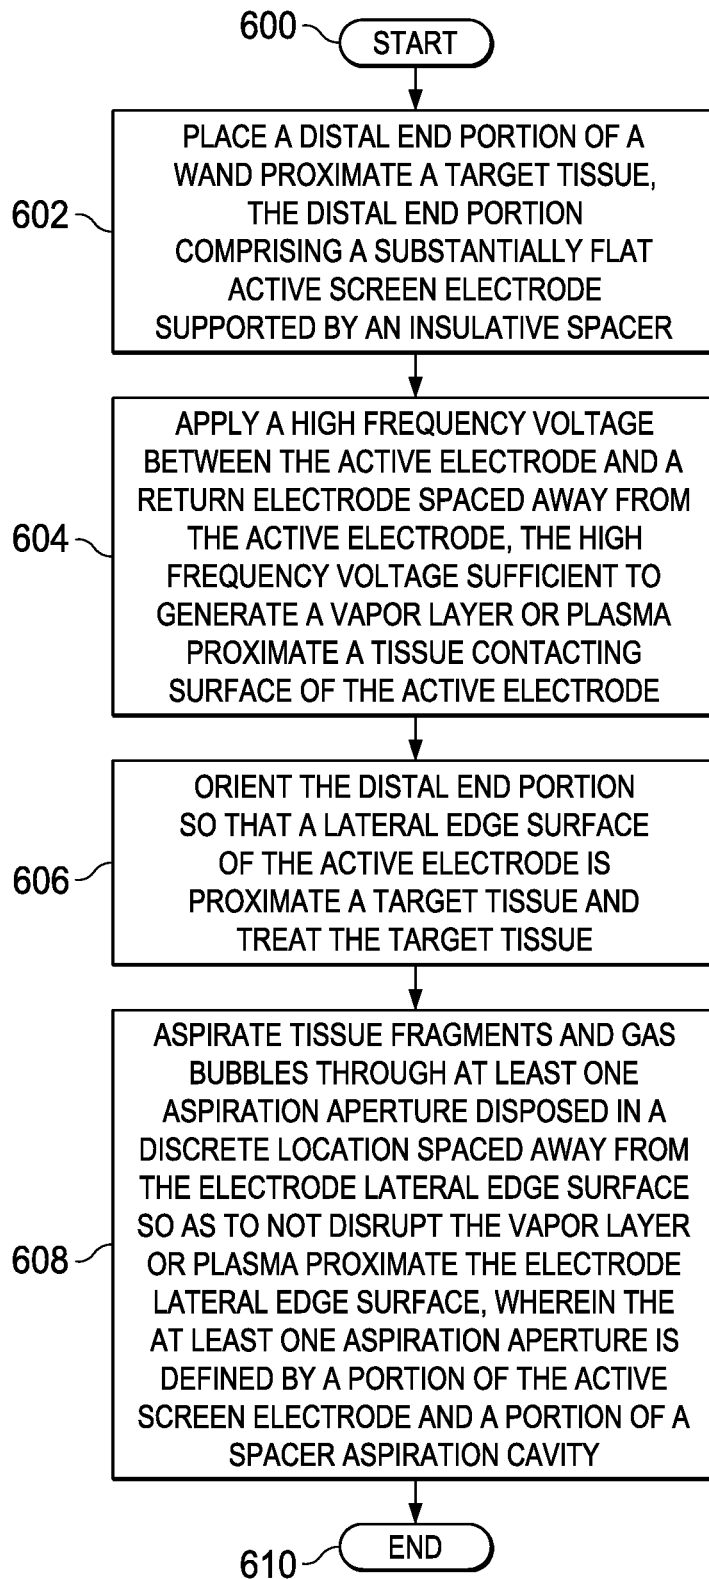 600
START
602
PLACE A DISTAL END PORTION OF A
WAND PROXIMATE A TARGET TISSUE,
THE DISTAL END PORTION
COMPRISING A SUBSTANTIALLY FLAT
ACTIVE SCREEN ELECTRODE
SUPPORTED BY AN INSULATIVE SPACER
604
APPLY A HIGH FREQUENCY VOLTAGE
BETWEEN THE ACTIVE ELECTRODE AND A
RETURN ELECTRODE SPACED AWAY FROM
THE ACTIVE ELECTRODE, THE HIGH
FREQUENCY VOLTAGE SUFFICIENT TO
GENERATE A VAPOR LAYER OR PLASMA
PROXIMATE A TISSUE CONTACTING
SURFACE OF THE ACTIVE ELECTRODE
606
ORIENT THE DISTAL END PORTION
SO THAT A LATERAL EDGE SURFACE
OF THE ACTIVE ELECTRODE IS
PROXIMATE A TARGET TISSUE AND
TREAT THE TARGET TISSUE
608
ASPIRATE TISSUE FRAGMENTS AND GAS
BUBBLES THROUGH AT LEAST ONE
ASPIRATION APERTURE DISPOSED IN A
DISCRETE LOCATION SPACED AWAY FROM
THE ELECTRODE LATERAL EDGE SURFACE
SO AS TO NOT DISRUPT THE VAPOR LAYER
OR PLASMA PROXIMATE THE ELECTRODE
LATERAL EDGE SURFACE, WHEREIN THE
AT LEAST ONE ASPIRATION APERTURE IS
DEFINED BY A PORTION OF THE ACTIVE
SCREEN ELECTRODE AND A PORTION OF A
SPACER ASPIRATION CAVITY
610
END